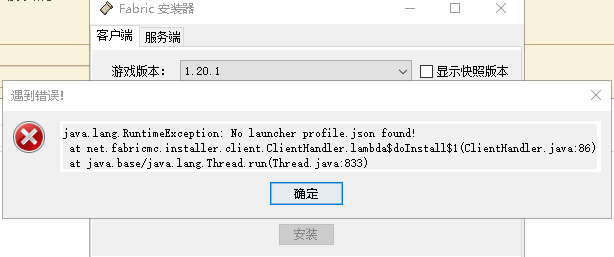 Fabric 安装器
客户端 服务端
游戏版本： 1.20.1 显示快照版本
遇到错误!
java.lang.RuntimeException: No launcher profile.json found!
at net.fabricmc.installer.client.ClientHandler.lambda$doInstall$1(ClientHandler.java:86)
at java.base/java.lang.Thread.run(Thread.java:833)
确定
安装